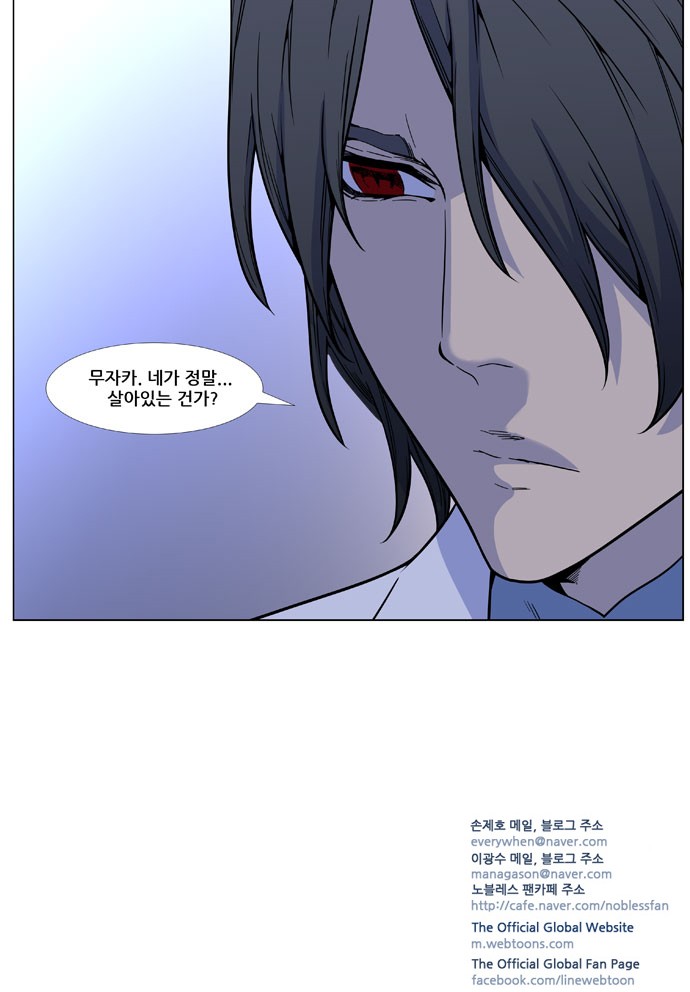 무자카. 네가 정말...
살아있는 건가?
손제호 메일, 블로그 주소
everywhen@naver.com
이광수 메일, 블로그 주소
managason@naver.com
노블레스 팬카페 주소
http://cafe.naver.com/noblessfan
The Official Global Website
m.webtoons.com
The Official Global Fan Page
facebook.com/linewebtoon